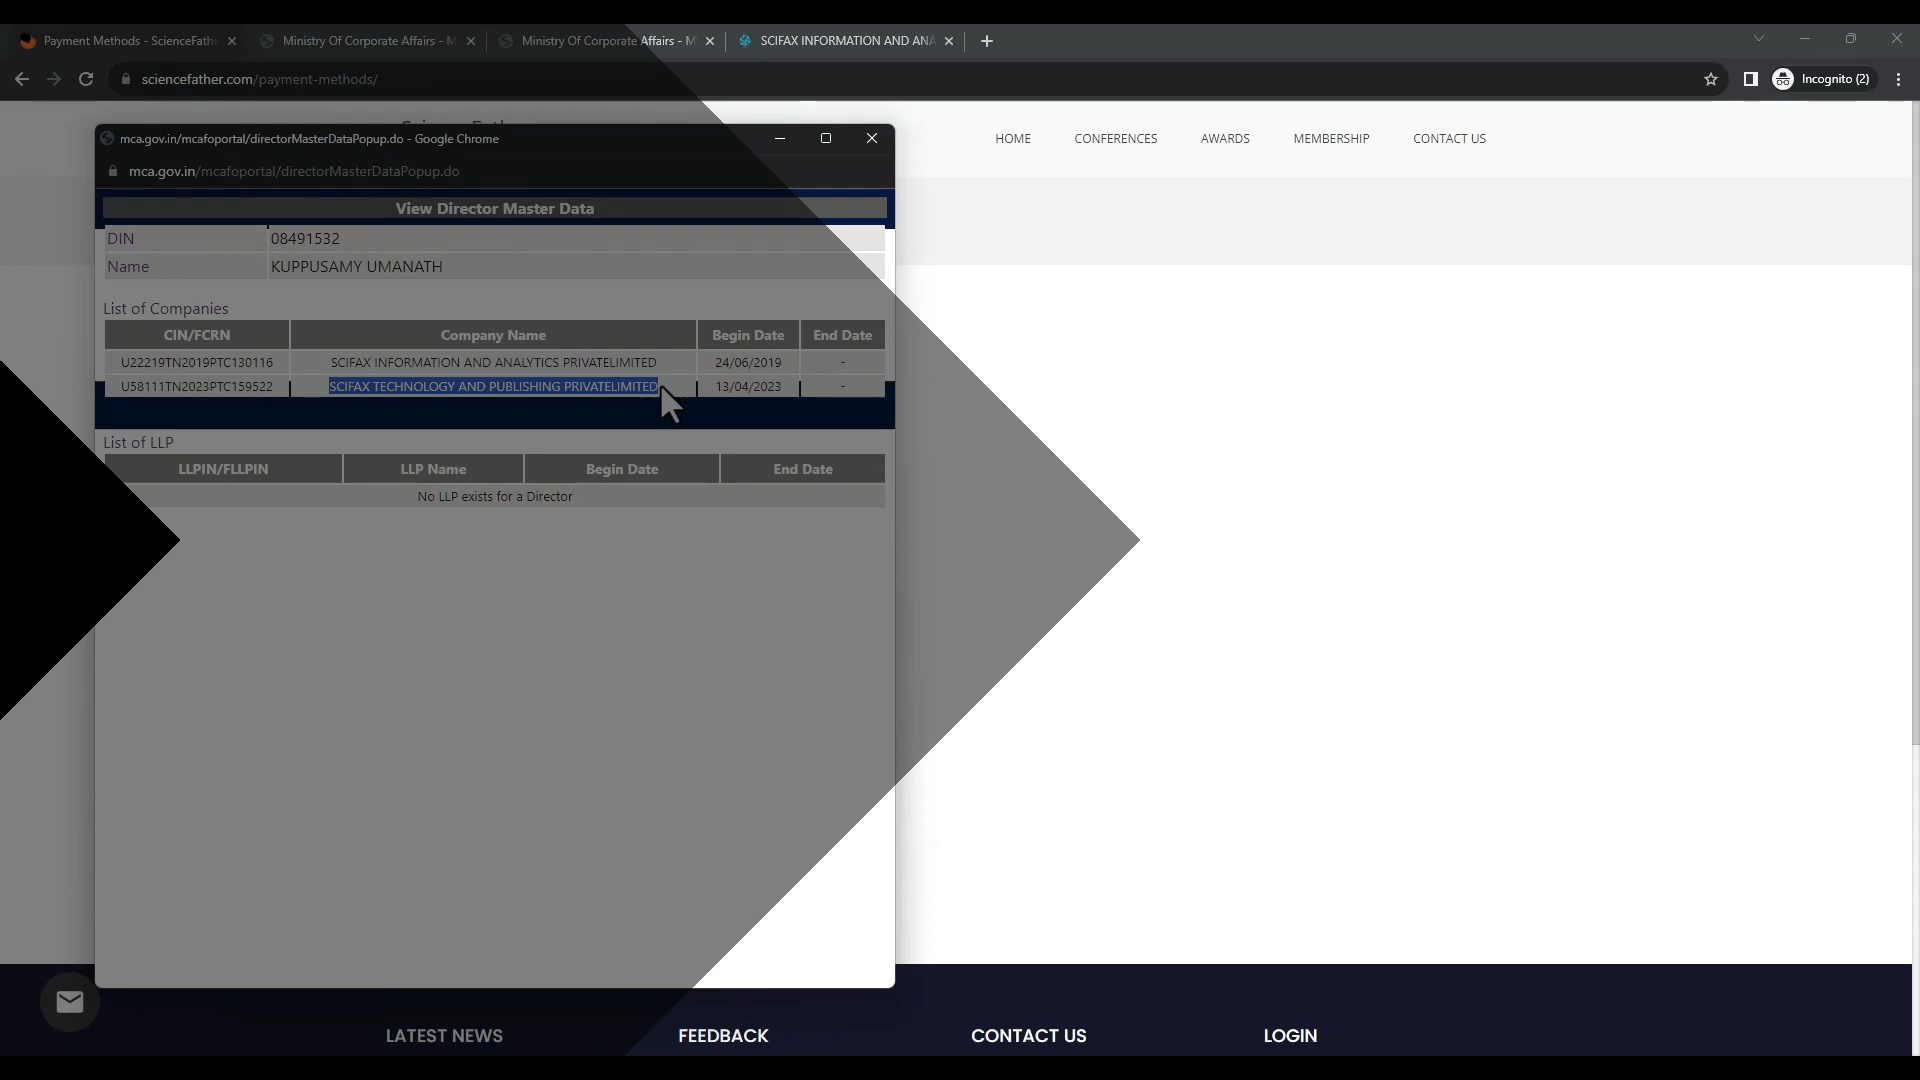 Payment Methods - ScienceFathe
Ministry Of Corporate Affairs - M
Ministry Of Corporate Affairs - M
SCIFAX INFORMATION AND ANA
sciencefather.com/payment-methods/
Incognito (2)
HOME
CONFERENCES
AWARDS
MEMBERSHIP
CONTACT US
mca.gov.in/mcafoportal/directorMasterDataPopup.do - Google Chrome
mca.gov.in/mcafoportal/directorMasterDataPopup.do
View Director Master Data
DIN 08491532
Name KUPPUSAMY UMANATH
List of Companies
CIN/FCRN Company Name Begin Date End Date
U22219TN2019PTC130116 SCIFAX INFORMATION AND ANALYTICS PRIVATELIMITED 24/06/2019 -
U58111TN2023PTC159522 SCIFAX TECHNOLOGY AND PUBLISHING PRIVATELIMITED 13/04/2023 -
List of LLP
LLPIN/FLLPIN LLP Name Begin Date End Date
No LLP exists for a Director
LATEST NEWS
FEEDBACK
CONTACT US
LOGIN